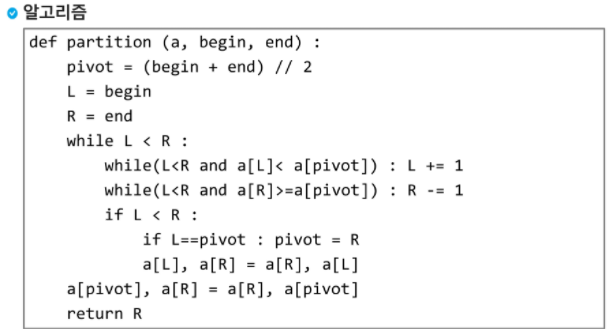 알고리즘
def partition (a, begin, end) :
    pivot = (begin + end) // 2
    L = begin
    R = end
    while L < R :
        while(L<R and a[L]< a[pivot]) : L += 1
        while(L<R and a[R]>=a[pivot]) : R -= 1
        if L < R :
            if L==pivot : pivot = R
            a[L], a[R] = a[R], a[L]
    a[pivot], a[R] = a[R], a[pivot]
    return R